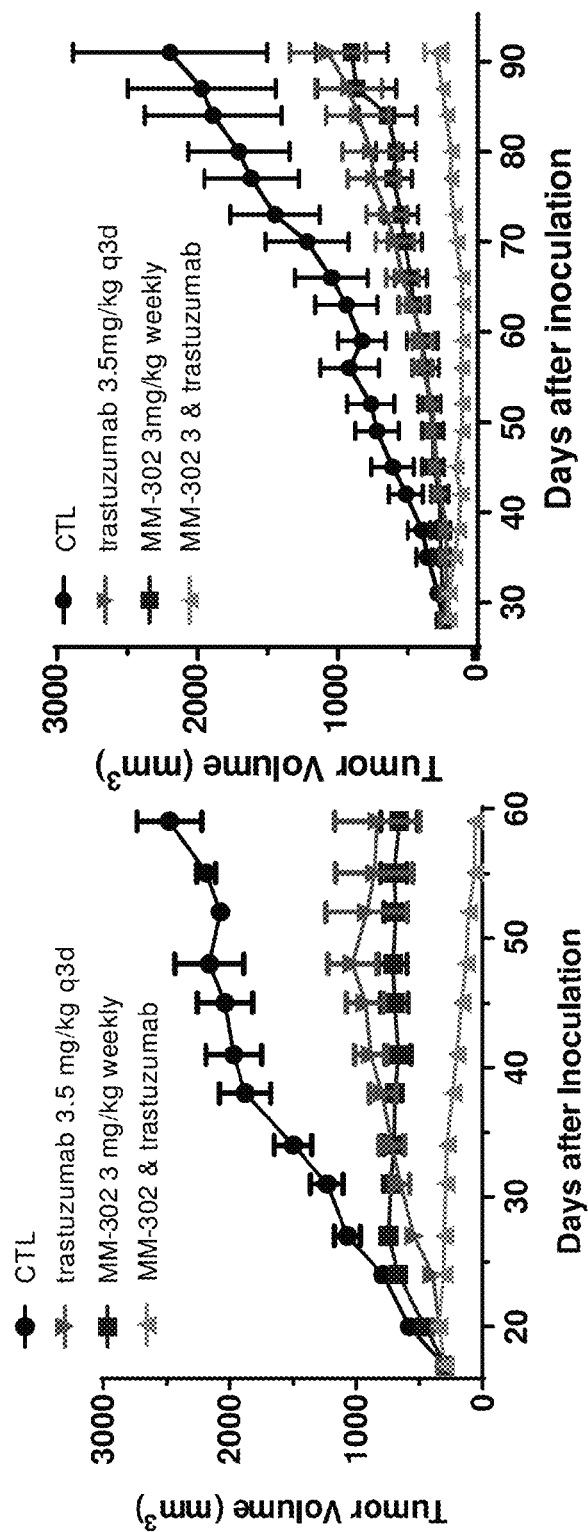 CTL
trastuzumab 3.5 mg/kg q3d
MM-302 3 mg/kg weekly
MM-302 & trastuzumab
Tumor Volume (mm³)
3000
2000
1000
0
20 30 40 50 60
Days after Inoculation
CTL
trastuzumab 3.5mg/kg q3d
MM-302 3mg/kg weekly
MM-302 3 & trastuzumab
Tumor Volume (mm³)
3000
2000
1000
0
30 40 50 60 70 80 90
Days after inoculation